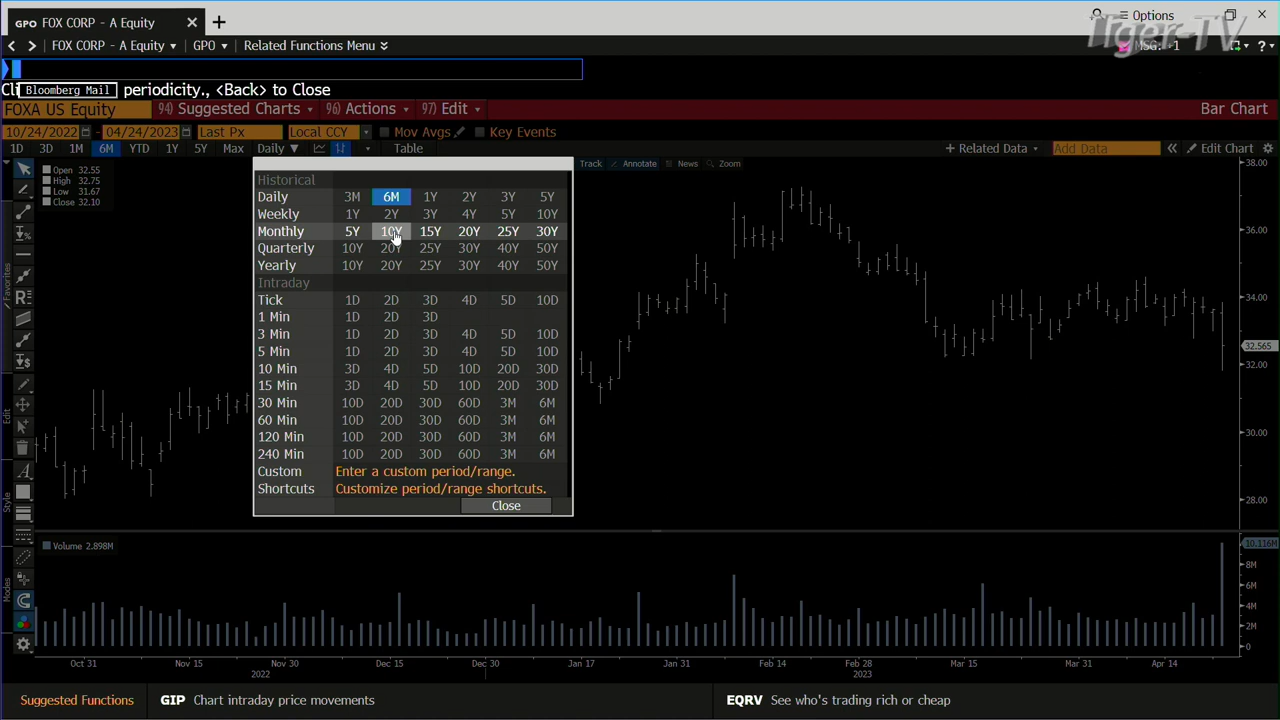 GPO FOX CORP - A Equity
Options
Tiger-TV
FOX CORP - A Equity GPO Related Functions Menu
MSG: +1
Bloomberg Mail periodicity., <Back> to Close
FOXA US Equity 94) Suggested Charts 96) Actions 97) Edit Bar Chart
10/24/2022 - 04/24/2023 Last Px Local CCY Mov Avgs Key Events
1D 3D 1M 6M YTD 1Y 5Y Max Daily Table + Related Data Add Data Edit Chart
Track Annotate News Zoom
Open 32.55
High 32.75
Low 31.67
Close 32.10
Historical
Daily 3M 6M 1Y 2Y 3Y 5Y
Weekly 1Y 2Y 3Y 4Y 5Y 10Y
Monthly 5Y 10Y 15Y 20Y 25Y 30Y
Quarterly 10Y 20Y 25Y 30Y 40Y 50Y
Yearly 10Y 20Y 25Y 30Y 40Y 50Y
Intraday
Tick 1D 2D 3D 4D 5D 10D
1 Min 1D 2D 3D
3 Min 1D 2D 3D 4D 5D 10D
5 Min 1D 2D 3D 4D 5D 10D
10 Min 3D 4D 5D 10D 20D 30D
15 Min 3D 4D 5D 10D 20D 30D
30 Min 10D 20D 30D 60D 3M 6M
60 Min 10D 20D 30D 60D 3M 6M
120 Min 10D 20D 30D 60D 3M 6M
240 Min 10D 20D 30D 60D 3M 6M
Custom Enter a custom period/range.
Shortcuts Customize period/range shortcuts.
Close
38.00
34.00
32.565
32.00
30.00
28.00
Favorites
Edit
Style
Modes
Volume 2.898M
10.116M
8M
6M
4M
2M
0
Oct 31 Nov 15 Nov 30 Dec 15 Dec 30 Jan 17 Jan 31 Feb 14 Feb 28 Mar 15 Mar 31 Apr 14
2022 2023
Suggested Functions GIP Chart intraday price movements EQRV See who's trading rich or cheap